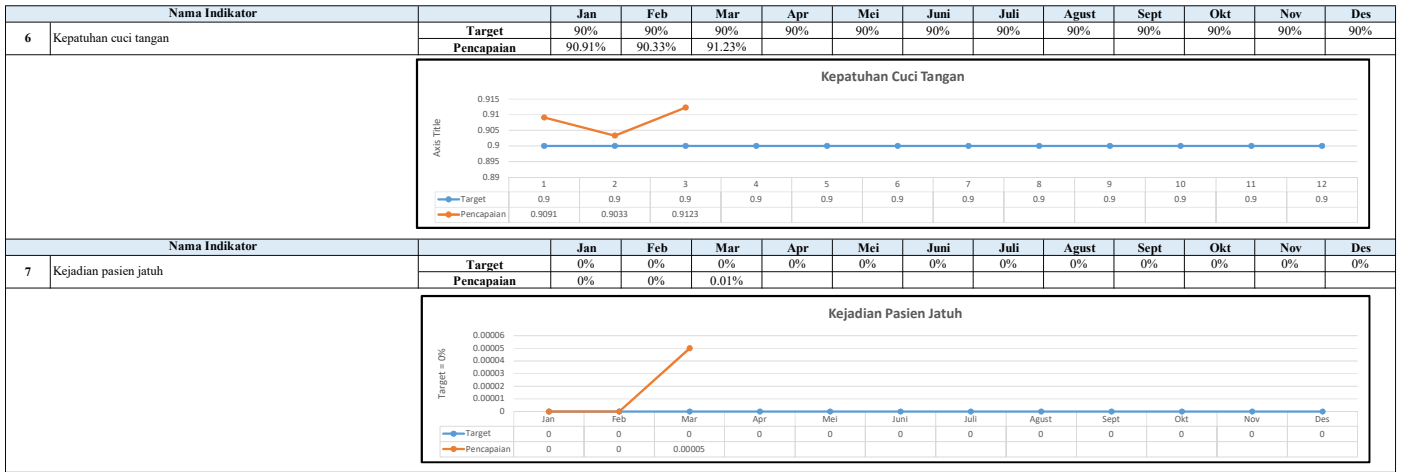 Nama Indikator Jan Feb Mar Apr Mei Juni Juli Agust Sept Okt Nov Des
6 Kepatuhan cuci tangan Target 90% 90% 90% 90% 90% 90% 90% 90% 90% 90% 90% 90%
Pencapaian 90.91% 90.33% 91.23%
Kepatuhan Cuci Tangan
Axis Title
0.915
0.91
0.905
0.9
0.895
0.89
1 2 3 4 5 6 7 8 9 10 11 12
Target 0.9 0.9 0.9 0.9 0.9 0.9 0.9 0.9 0.9 0.9 0.9 0.9
Pencapaian 0.9091 0.9033 0.9123
Nama Indikator Jan Feb Mar Apr Mei Juni Juli Agust Sept Okt Nov Des
7 Kejadian pasien jatuh Target 0% 0% 0% 0% 0% 0% 0% 0% 0% 0% 0% 0%
Pencapaian 0% 0% 0.01%
Kejadian Pasien Jatuh
Target = 0%
0.00006
0.00005
0.00004
0.00003
0.00002
0.00001
0
Jan Feb Mar Apr Mei Juni Juli Agust Sept Okt Nov Des
Target 0 0 0 0 0 0 0 0 0 0 0 0
Pencapaian 0 0 0.00005